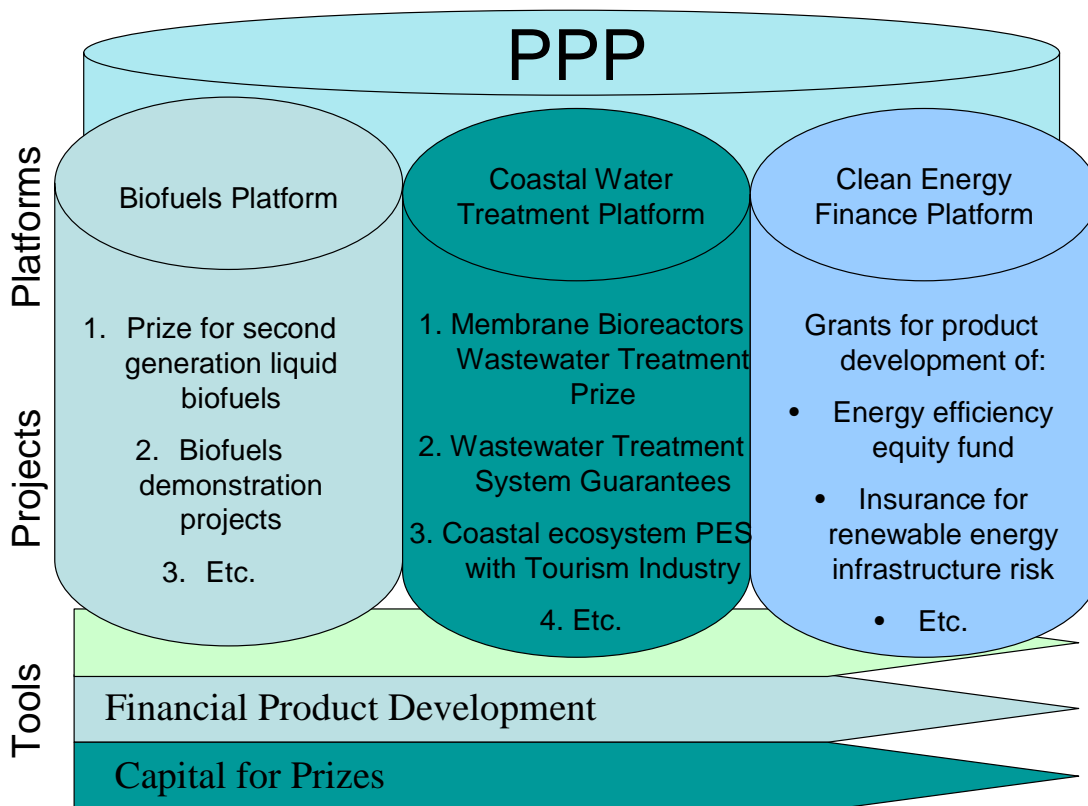 PPP
Platforms
Biofuels Platform
Coastal Water
Treatment Platform
Clean Energy
Finance Platform
Projects
1. Prize for second
generation liquid
biofuels
2. Biofuels
demonstration
projects
3. Etc.
1. Membrane Bioreactors
Wastewater Treatment
Prize
2. Wastewater Treatment
System Guarantees
3. Coastal ecosystem PES
with Tourism Industry
4. Etc.
Grants for product
development of:
• Energy efficiency
equity fund
• Insurance for
renewable energy
infrastructure risk
• Etc.
Tools
Financial Product Development
Capital for Prizes